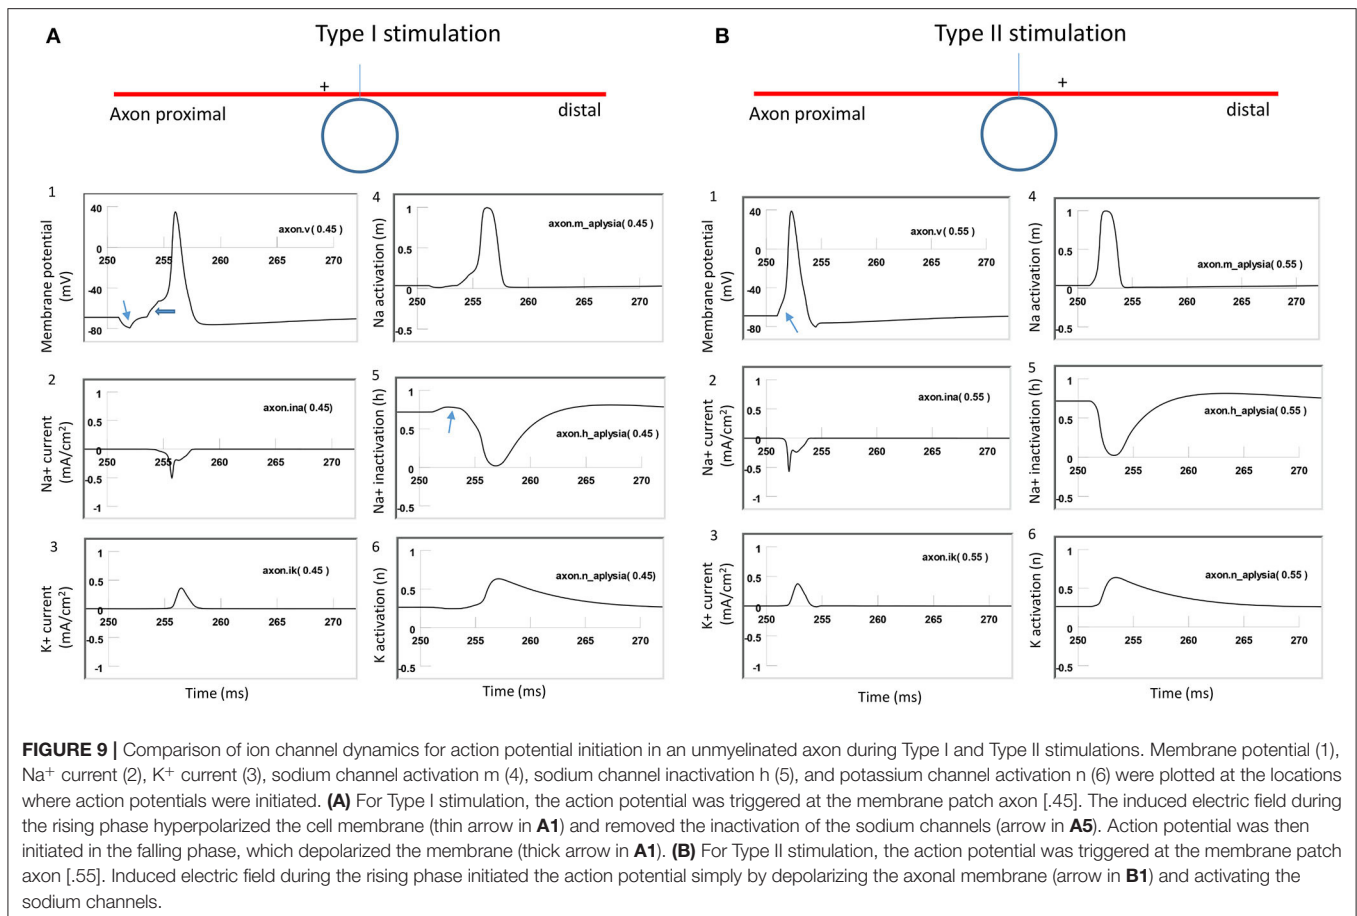 A
Type I stimulation
+
Axon proximal
distal
1
Membrane potential
(mV)
40
0
-40
-80
250
260
265
270
axon.v( 0.45 )
4
Na activation (m)
1
0.5
0
-0.5
250
255
260
265
270
axon.m_aplysia( 0.45 )
2
Na+ current
(mA/cm²)
1
0.5
0
-0.5
-1
250
255
260
265
270
axon.ina( 0.45)
5
Na+ inactivation (h)
1
0.5
0
-0.5
250
255
260
265
270
axon.h_aplysia( 0.45 )
3
K+ current
(mA/cm²)
1
0.5
0
-0.5
-1
250
255
260
265
270
axon.ik( 0.45 )
6
K activation (n)
1
0.5
0
-0.5
250
255
260
265
270
axon.n_aplysia( 0.45)
Time (ms)
Time (ms)
B
Type II stimulation
+
Axon proximal
distal
1
Membrane potential
(mV)
40
0
-40
-80
250
255
260
265
270
axon.v( 0.55 )
4
Na activation (m)
1
0.5
0
-0.5
250
255
260
265
270
axon.m_aplysia( 0.55 )
2
Na+ current
(mA/cm²)
1
0.5
0
-0.5
-1
250
255
260
265
270
axon.ina( 0.55 )
5
Na+ inactivation (h)
1
0.5
0
-0.5
250
255
260
265
270
axon.h_aplysia( 0.55 )
3
K+ current
(mA/cm²)
1
0.5
0
-0.5
-1
250
255
260
265
270
axon.ik( 0.55 )
6
K activation (n)
1
0.5
0
-0.5
250
255
260
265
270
axon.n_aplysia( 0.55 )
Time (ms)
Time (ms)
FIGURE 9 | Comparison of ion channel dynamics for action potential initiation in an unmyelinated axon during Type I and Type II stimulations. Membrane potential (1),
Na⁺ current (2), K⁺ current (3), sodium channel activation m (4), sodium channel inactivation h (5), and potassium channel activation n (6) were plotted at the locations
where action potentials were initiated. (A) For Type I stimulation, the action potential was triggered at the membrane patch axon [.45]. The induced electric field during
the rising phase hyperpolarized the cell membrane (thin arrow in A1) and removed the inactivation of the sodium channels (arrow in A5). Action potential was then
initiated in the falling phase, which depolarized the membrane (thick arrow in A1). (B) For Type II stimulation, the action potential was triggered at the membrane patch
axon [.55]. Induced electric field during the rising phase initiated the action potential simply by depolarizing the axonal membrane (arrow in B1) and activating the
sodium channels.